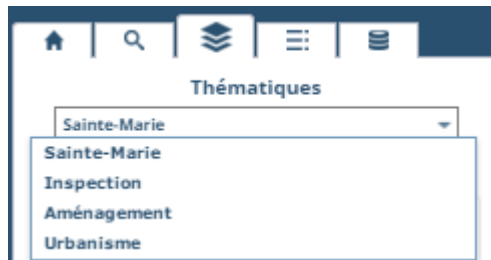 Thématiques
Sainte-Marie
Sainte-Marie
Inspection
Aménagement
Urbanisme